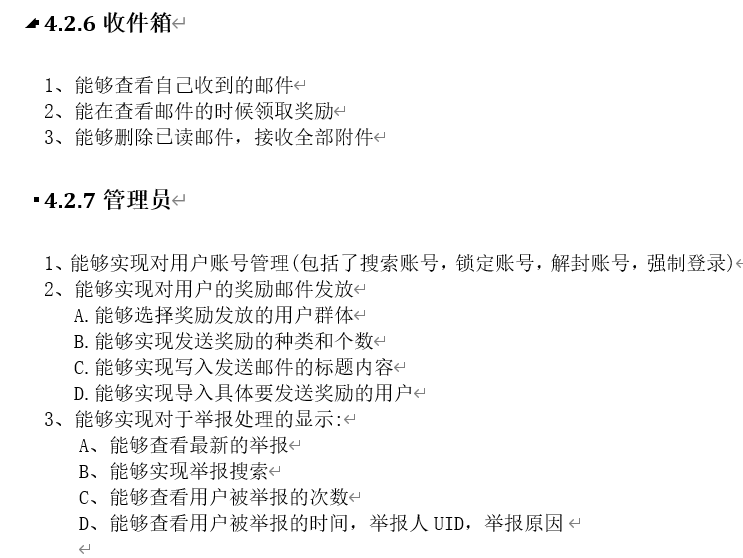 4.2.6 收件箱
1、能够查看自己收到的邮件
2、能在查看邮件的时候领取奖励
3、能够删除已读邮件，接收全部附件
4.2.7 管理员
1、能够实现对用户账号管理(包括了搜索账号，锁定账号，解封账号，强制登录)
2、能够实现对用户的奖励邮件发放
A.能够选择奖励发放的用户群体
B.能够实现发送奖励的种类和个数
C.能够实现写入发送邮件的标题内容
D.能够实现导入具体要发送奖励的用户
3、能够实现对于举报处理的显示:
A、能够查看最新的举报
B、能够实现举报搜索
C、能够查看用户被举报的次数
D、能够查看用户被举报的时间，举报人 UID，举报原因